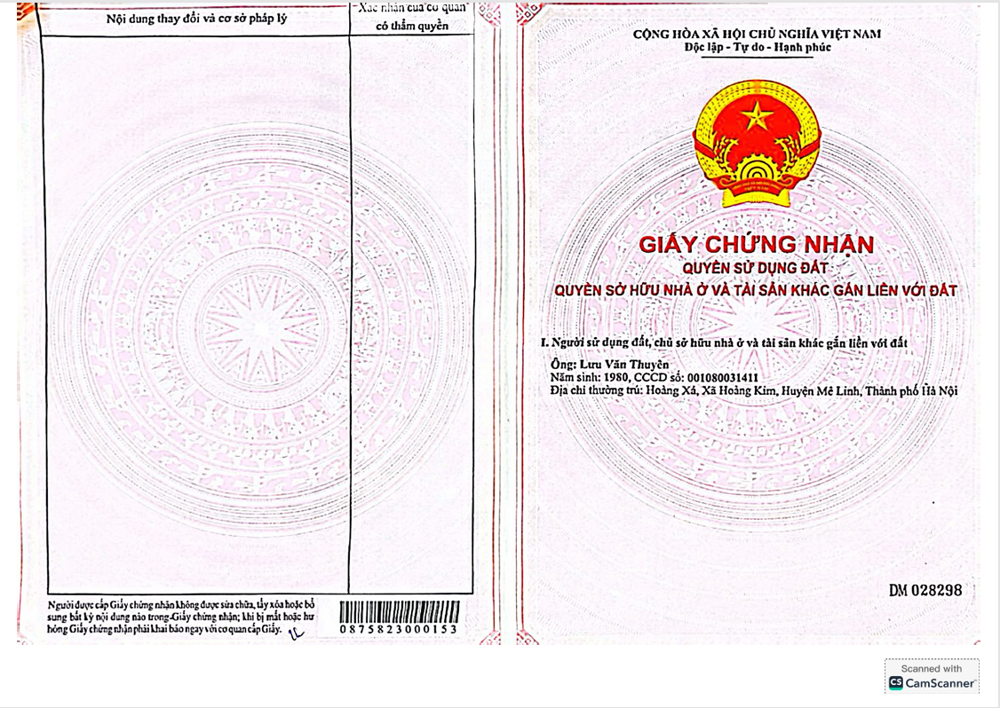 Nội dung thay đổi và cơ sở pháp lý
Xác nhận của cơ quan
có thẩm quyền
Người được cấp Giấy chứng nhận không được sửa chữa, tẩy xóa hoặc bổ
sung bất kỳ nội dung nào trong Giấy chứng nhận; khi bị mất hoặc hư
hỏng Giấy chứng nhận phải khai báo ngay với cơ quan cấp Giấy.
0875823000153
CỘNG HÒA XÃ HỘI CHỦ NGHĨA VIỆT NAM
Độc lập - Tự do - Hạnh phúc
GIẤY CHỨNG NHẬN
QUYỀN SỬ DỤNG ĐẤT
QUYỀN SỞ HỮU NHÀ Ở VÀ TÀI SẢN KHÁC GẮN LIỀN VỚI ĐẤT
I. Người sử dụng đất, chủ sở hữu nhà ở và tài sản khác gắn liền với đất
Ông: Lưu Văn Thuyên
Năm sinh: 1980, CCCD số: 001080031411
Địa chỉ thường trú: Hoàng Xá, Xã Hoàng Kim, Huyện Mê Linh, Thành phố Hà Nội
DM 028298
Scanned with
CS CamScanner